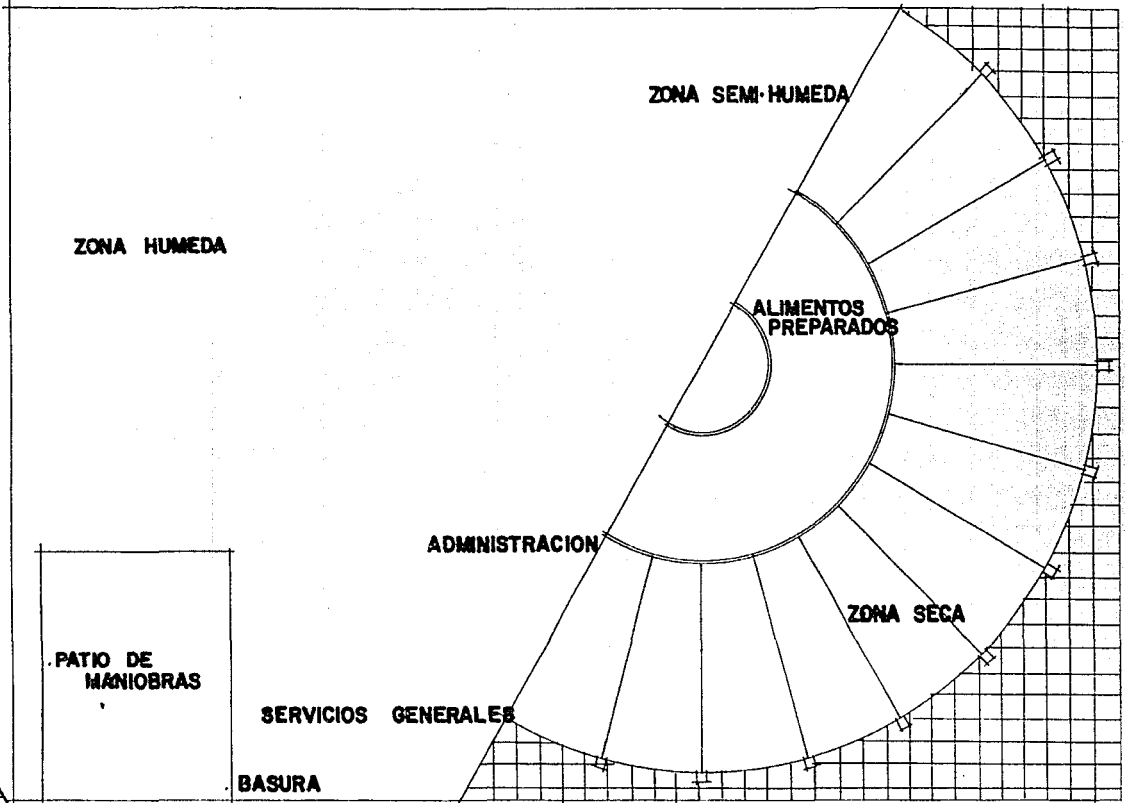 ZONA SEMI-HUMEDA
ZONA HUMEDA
ALIMENTOS
PREPARADOS
ADMINISTRACION
ZONA SECA
PATIO DE
MANIOBRAS
SERVICIOS GENERALES
BASURA